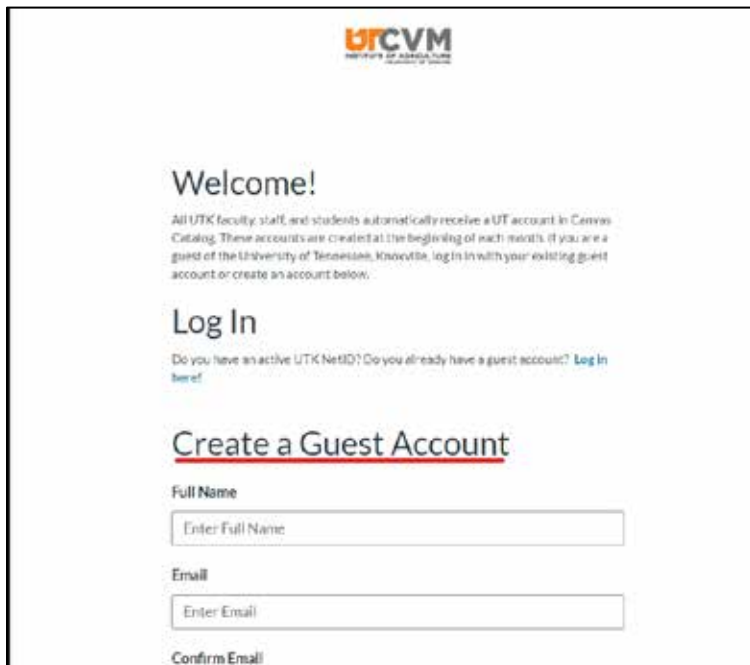 UTCVM
INSTITUTE OF AGRICULTURE
Welcome!
All UTK faculty, staff, and students automatically receive a UT account in Canvas
Catalog. These accounts are created at the beginning of each month. If you are a
guest of the University of Tennessee, Knoxville, log in in with your existing guest
account or create an account below.
Log In
Do you have an active UTK NetID? Do you already have a guest account? Log in
here!
Create a Guest Account
Full Name
Enter Full Name
Email
Enter Email
Confirm Email